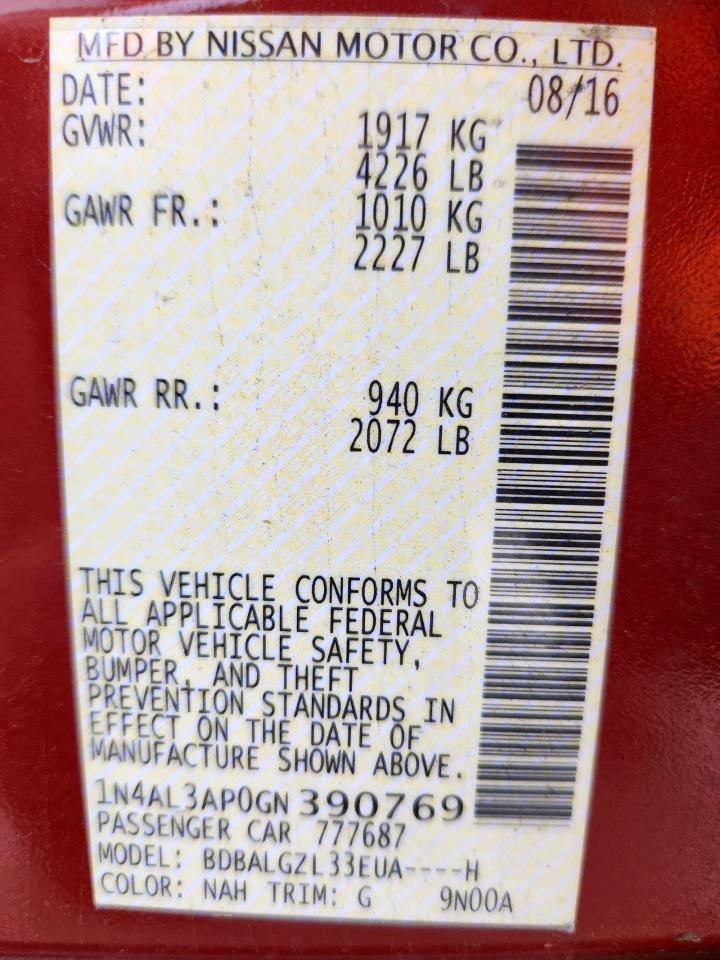 MFD BY NISSAN MOTOR CO., LTD.
DATE: 08/16
GVWR: 1917 KG
4226 LB
GAWR FR.: 1010 KG
2227 LB
GAWR RR.: 940 KG
2072 LB
THIS VEHICLE CONFORMS TO
ALL APPLICABLE FEDERAL
MOTOR VEHICLE SAFETY,
BUMPER, AND THEFT
PREVENTION STANDARDS IN
EFFECT ON THE DATE OF
MANUFACTURE SHOWN ABOVE.
1N4AL3AP0GN 390769
PASSENGER CAR 777687
MODEL: BDBALGZL33EUA----H
COLOR: NAH TRIM: G 9N00A